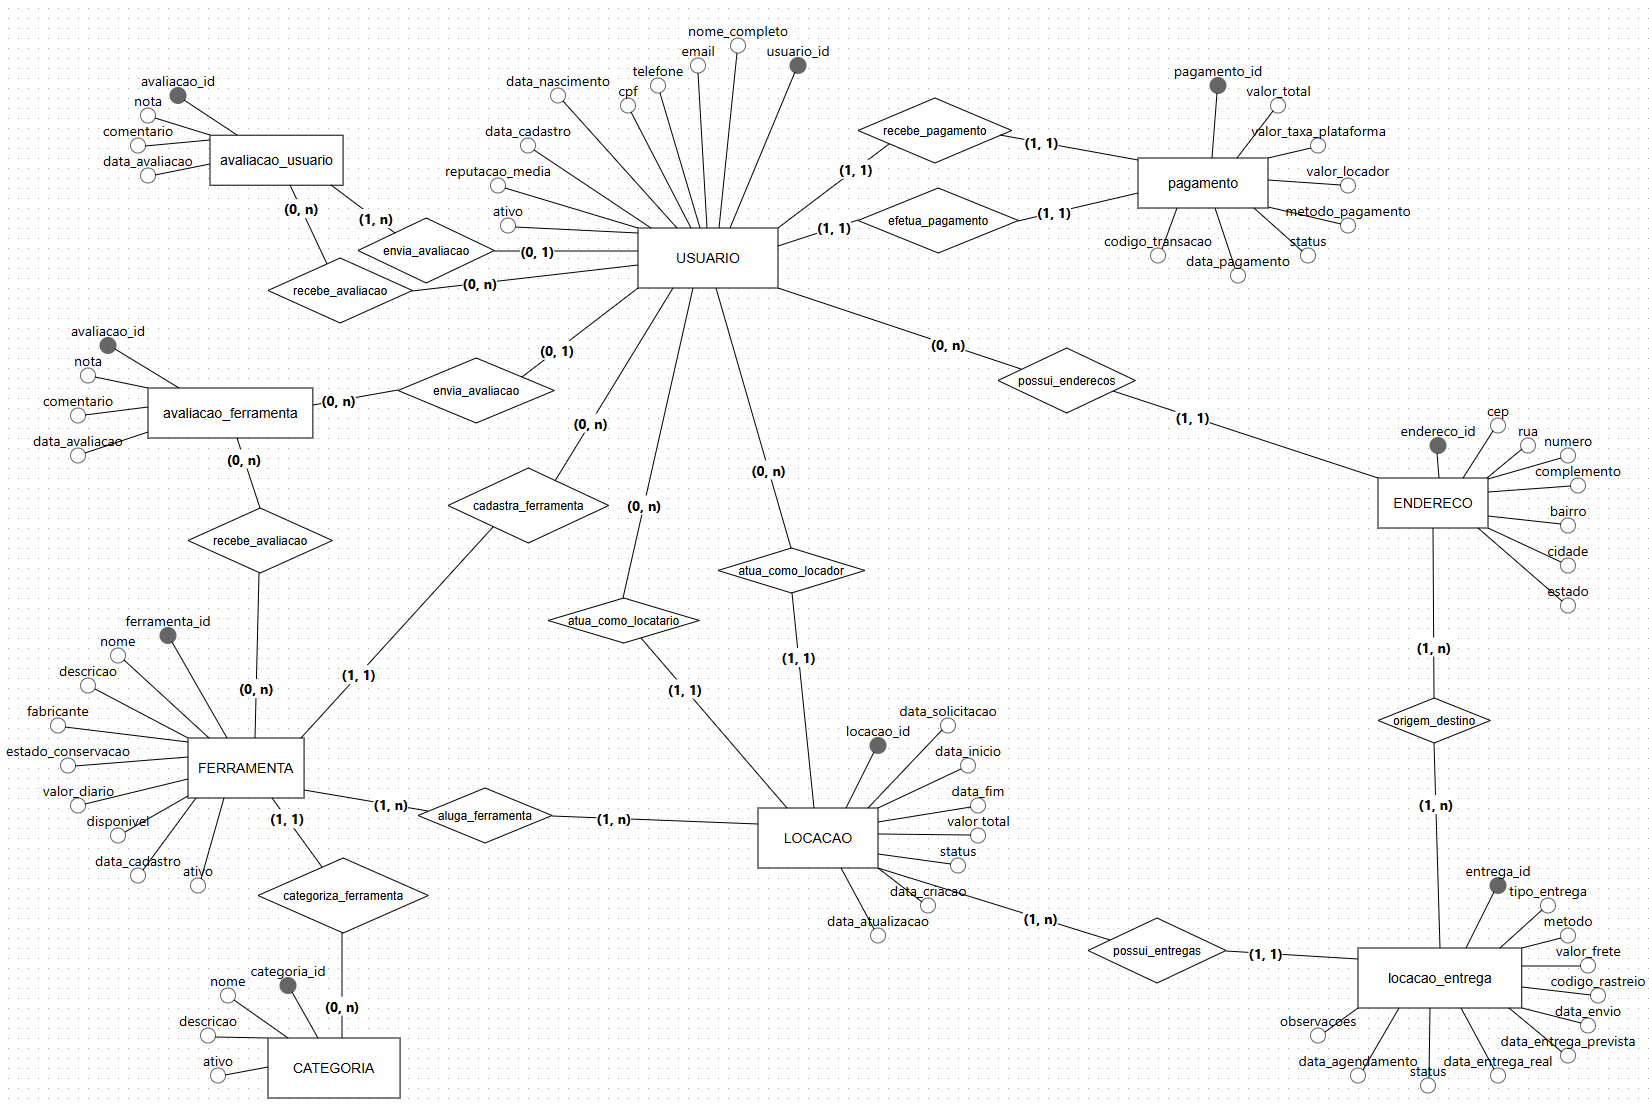 nome_completo
email
usuario_id
telefone
data_nascimento
cpf
data_cadastro
reputacao_media
ativo
USUARIO
avaliacao_id
nota
comentario
data_avaliacao
avaliacao_usuario
(0, n)
(1, n)
envia_avaliacao
(0, 1)
recebe_avaliacao
(0, n)
pagamento_id
valor_total
valor_taxa_plataforma
valor_locador
metodo_pagamento
status
data_pagamento
codigo_transacao
pagamento
recebe_pagamento
(1, 1)
(1, 1)
efetua_pagamento
(1, 1)
(1, 1)
avaliacao_id
nota
comentario
data_avaliacao
avaliacao_ferramenta
(0, n)
envia_avaliacao
(0, 1)
(0, n)
recebe_avaliacao
(0, n)
(0, n)
cadastra_ferramenta
(1, 1)
(0, n)
atua_como_locatario
(1, 1)
(0, n)
atua_como_locador
(1, 1)
(0, n)
possui_enderecos
(1, 1)
endereco_id
cep
rua
numero
complemento
bairro
cidade
estado
ENDERECO
(1, n)
origem_destino
(1, n)
ferramenta_id
nome
descricao
fabricante
estado_conservacao
valor_diario
disponivel
data_cadastro
ativo
FERRAMENTA
(1, n)
aluga_ferramenta
(1, n)
(1, 1)
categoriza_ferramenta
(0, n)
categoria_id
nome
descricao
ativo
CATEGORIA
locacao_id
data_solicitacao
data_inicio
data_fim
valor total
status
data_criacao
data_atualizacao
LOCACAO
(1, n)
possui_entregas
(1, 1)
entrega_id
tipo_entrega
metodo
valor_frete
codigo_rastreio
data_envio
data_entrega_prevista
data_entrega_real
status
data_agendamento
observacoes
locacao_entrega